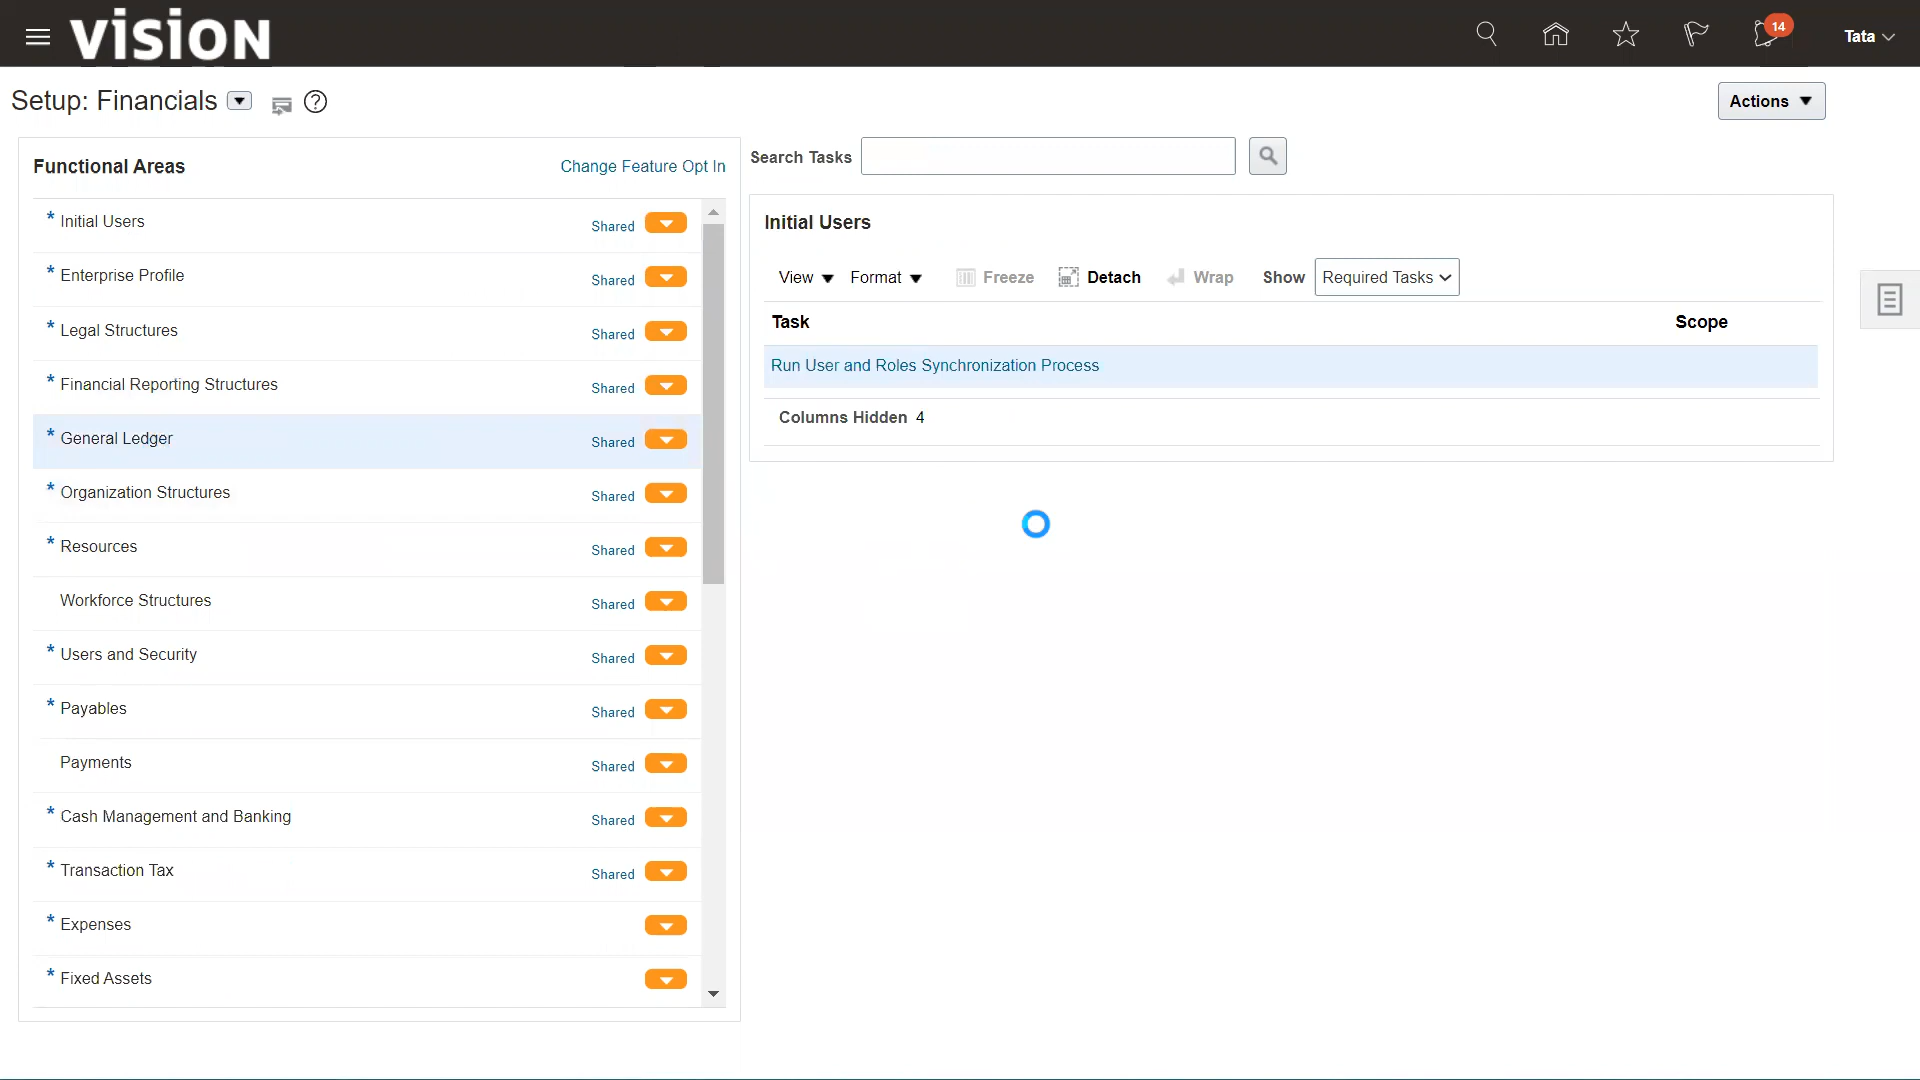 vision
14
Tata
Setup: Financials
Actions
Functional Areas
Change Feature Opt In
* Initial Users Shared
* Enterprise Profile Shared
* Legal Structures Shared
* Financial Reporting Structures Shared
* General Ledger Shared
* Organization Structures Shared
* Resources Shared
Workforce Structures Shared
* Users and Security Shared
* Payables Shared
Payments Shared
* Cash Management and Banking Shared
* Transaction Tax Shared
* Expenses
* Fixed Assets
Search Tasks
Initial Users
View Format Freeze Detach Wrap Show Required Tasks
Task Scope
Run User and Roles Synchronization Process
Columns Hidden 4